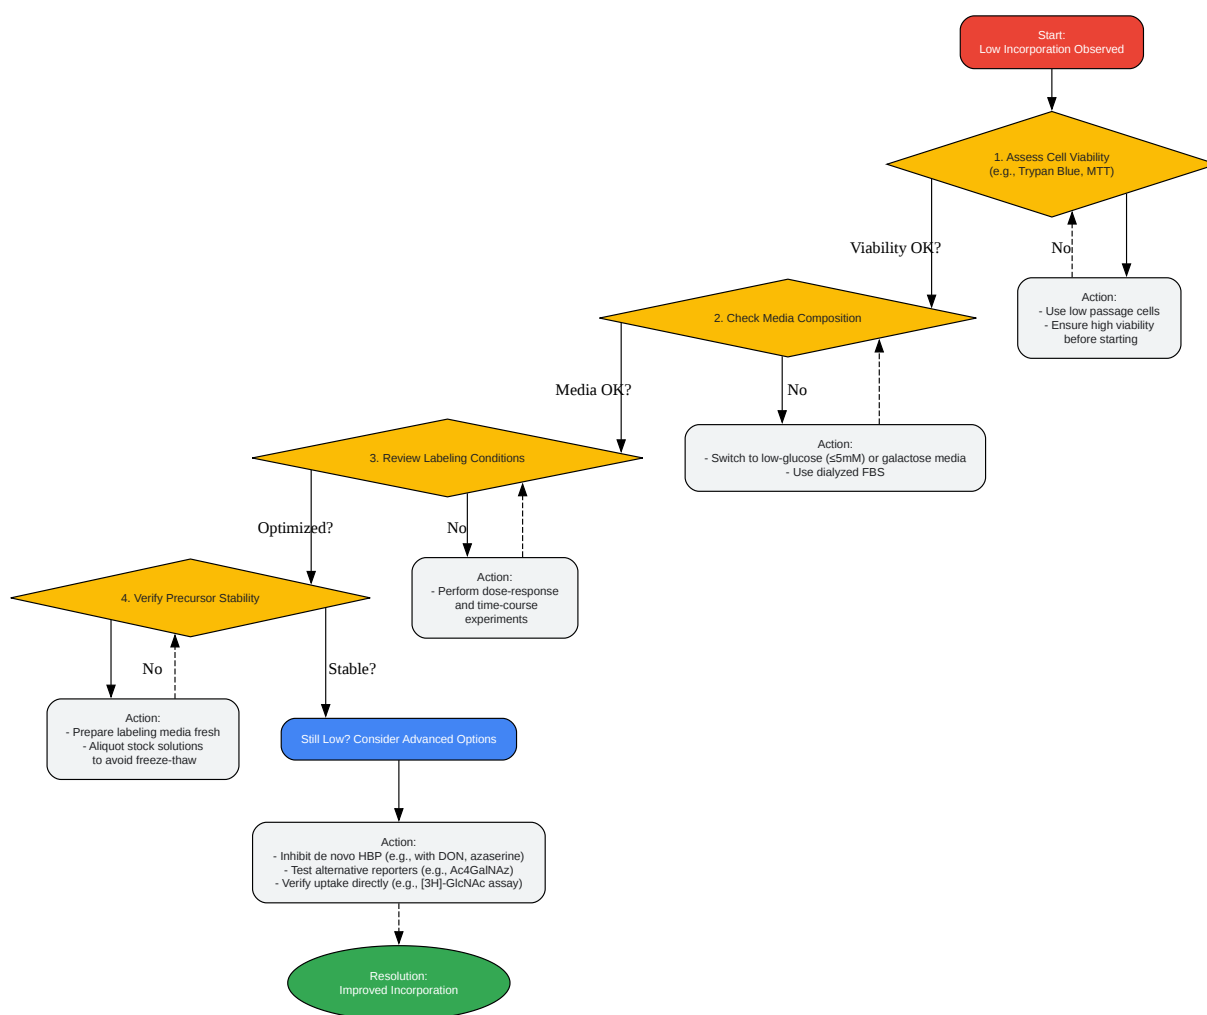 Start:
Low Incorporation Observed
1. Assess Cell Viability
(e.g., Trypan Blue, MTT)
Viability OK?
No
Action:
- Use low passage cells
- Ensure high viability
before starting
2. Check Media Composition
Media OK?
No
Action:
- Switch to low-glucose (≤5mM) or galactose media
- Use dialyzed FBS
3. Review Labeling Conditions
Optimized?
No
Action:
- Perform dose-response
and time-course
experiments
4. Verify Precursor Stability
No
Stable?
Action:
- Prepare labeling media fresh
- Aliquot stock solutions
to avoid freeze-thaw
Still Low? Consider Advanced Options
Action:
- Inhibit de novo HBP (e.g., with DON, azaserine)
- Test alternative reporters (e.g., Ac4GalNAz)
- Verify uptake directly (e.g., [3H]-GlcNAc assay)
Resolution:
Improved Incorporation